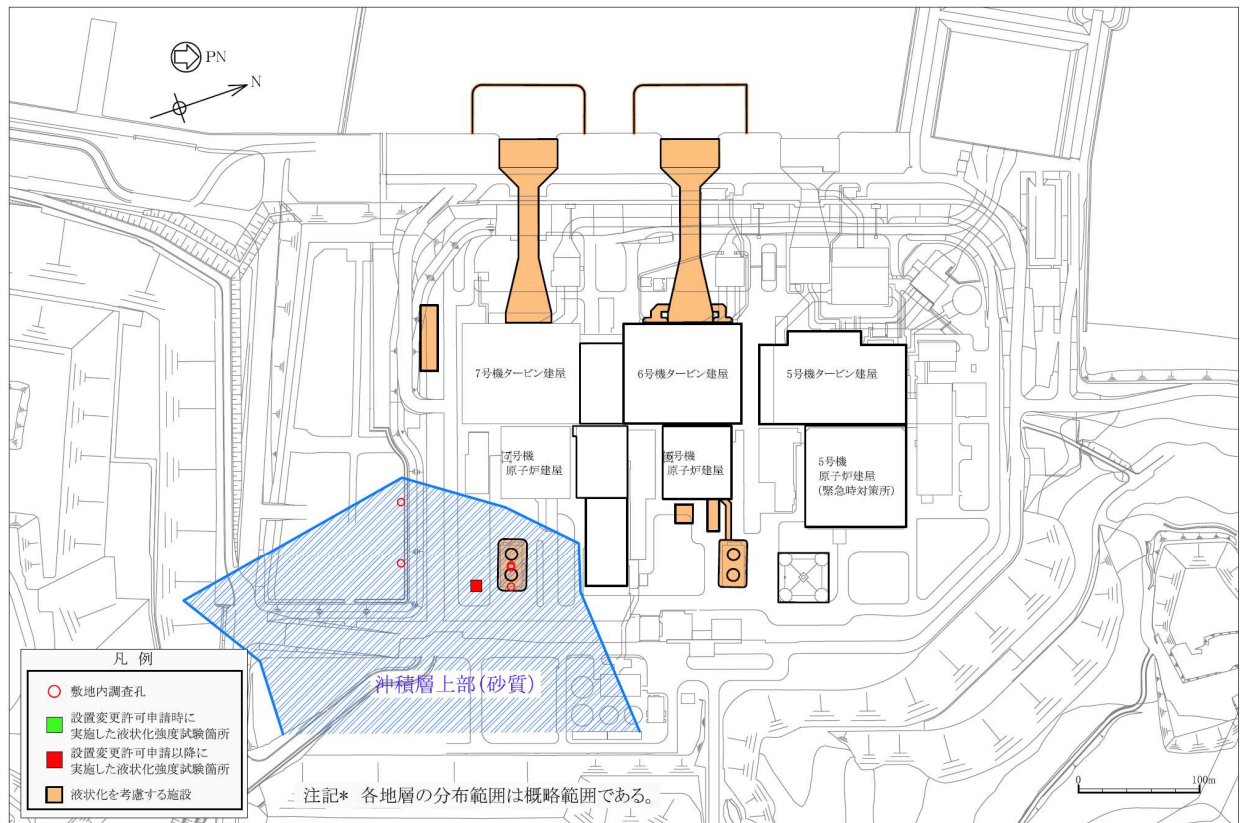 PN
N
7号機タービン建屋
6号機タービン建屋
5号機タービン建屋
7号機
原子炉建屋
6号機
原子炉建屋
5号機
原子炉建屋
(緊急時対策所)
沖積層上部(砂質)
凡 例
敷地内調査孔
設置変更許可申請時に
実施した液状化強度試験箇所
設置変更許可申請以降に
実施した液状化強度試験箇所
液状化を考慮する施設
注記* 各地層の分布範囲は概略範囲である。
0
100m